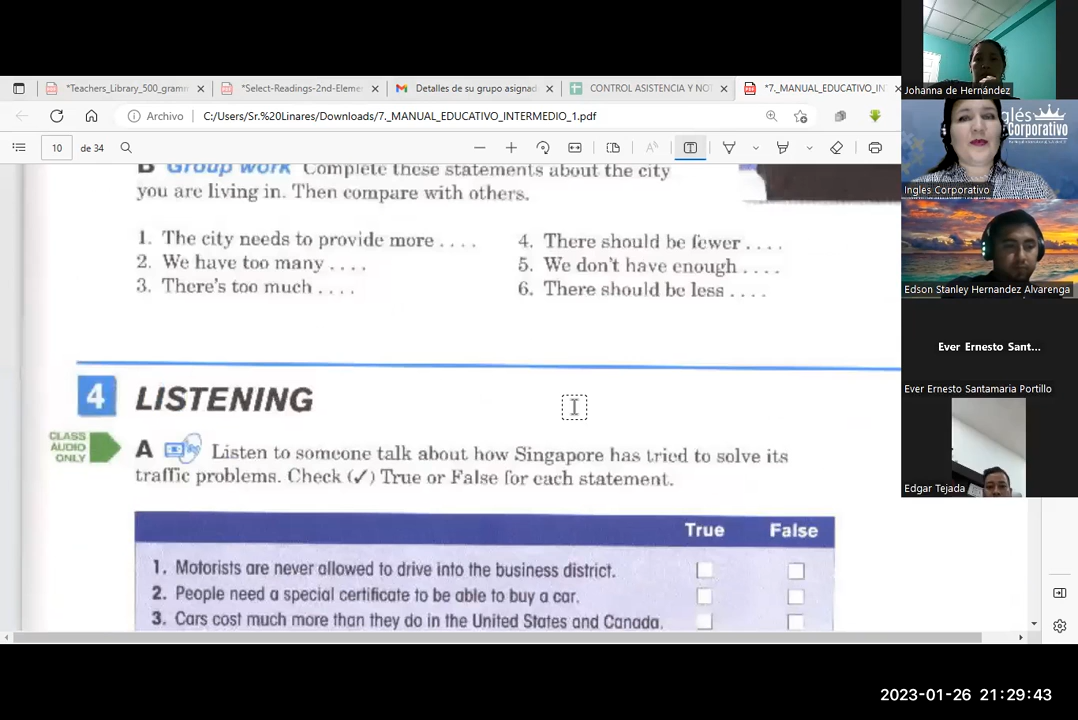 *Teachers_Library_500_gramm
*Select-Readings-2nd-Eleme
Detalles de su grupo asignad
CONTROL ASISTENCIA Y NOT
*7._MANUAL_EDUCATIVO_IN
Archivo
C:/Users/Sr.%20Linares/Downloads/7._MANUAL_EDUCATIVO_INTERMEDIO_1.pdf
10 de 34
B Group work Complete these statements about the city
you are living in. Then compare with others.
1. The city needs to provide more . . . .
2. We have too many . . . .
3. There's too much . . . .
4. There should be fewer . . . .
5. We don't have enough . . . .
6. There should be less . . . .
4 LISTENING
CLASS
AUDIO
ONLY
A Listen to someone talk about how Singapore has tried to solve its
traffic problems. Check (✓) True or False for each statement.
True False
1. Motorists are never allowed to drive into the business district.
2. People need a special certificate to be able to buy a car.
3. Cars cost much more than they do in the United States and Canada.
Johanna de Hernández
Inglés
Corporativo
Ingles Corporativo
Edson Stanley Hernandez Alvarenga
Ever Ernesto Sant...
Ever Ernesto Santamaria Portillo
Edgar Tejada
2023-01-26 21:29:43